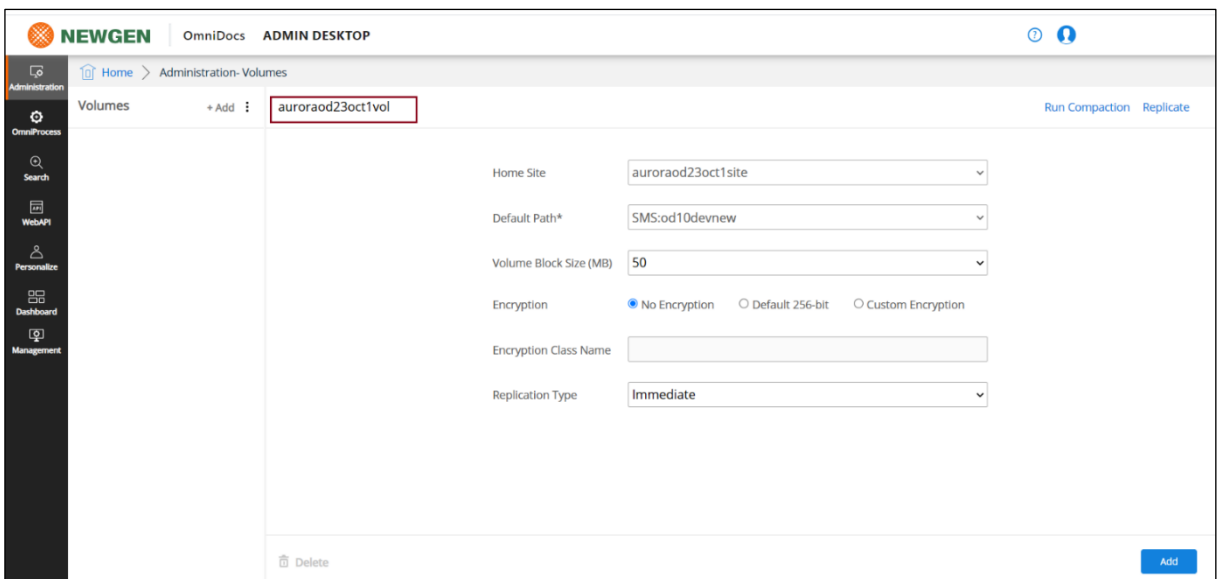 NEWGEN OmniDocs ADMIN DESKTOP
Administration
OmniProcess
Search
API
WebAPI
Personalize
Dashboard
Management
Home > Administration- Volumes
Volumes + Add
auroraod23oct1vol Run Compaction Replicate
Home Site auroraod23oct1site
Default Path* SMS:od10devnew
Volume Block Size (MB) 50
Encryption No Encryption Default 256-bit Custom Encryption
Encryption Class Name
Replication Type Immediate
Delete Add